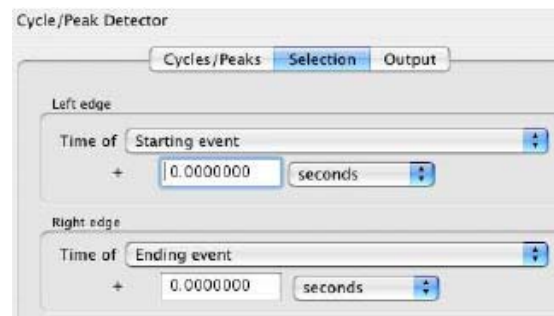 Cycle/Peak Detector
Cycles/Peaks Selection Output
Left edge
Time of Starting event
+ 0.0000000 seconds
Right edge
Time of Ending event
+ 0.0000000 seconds